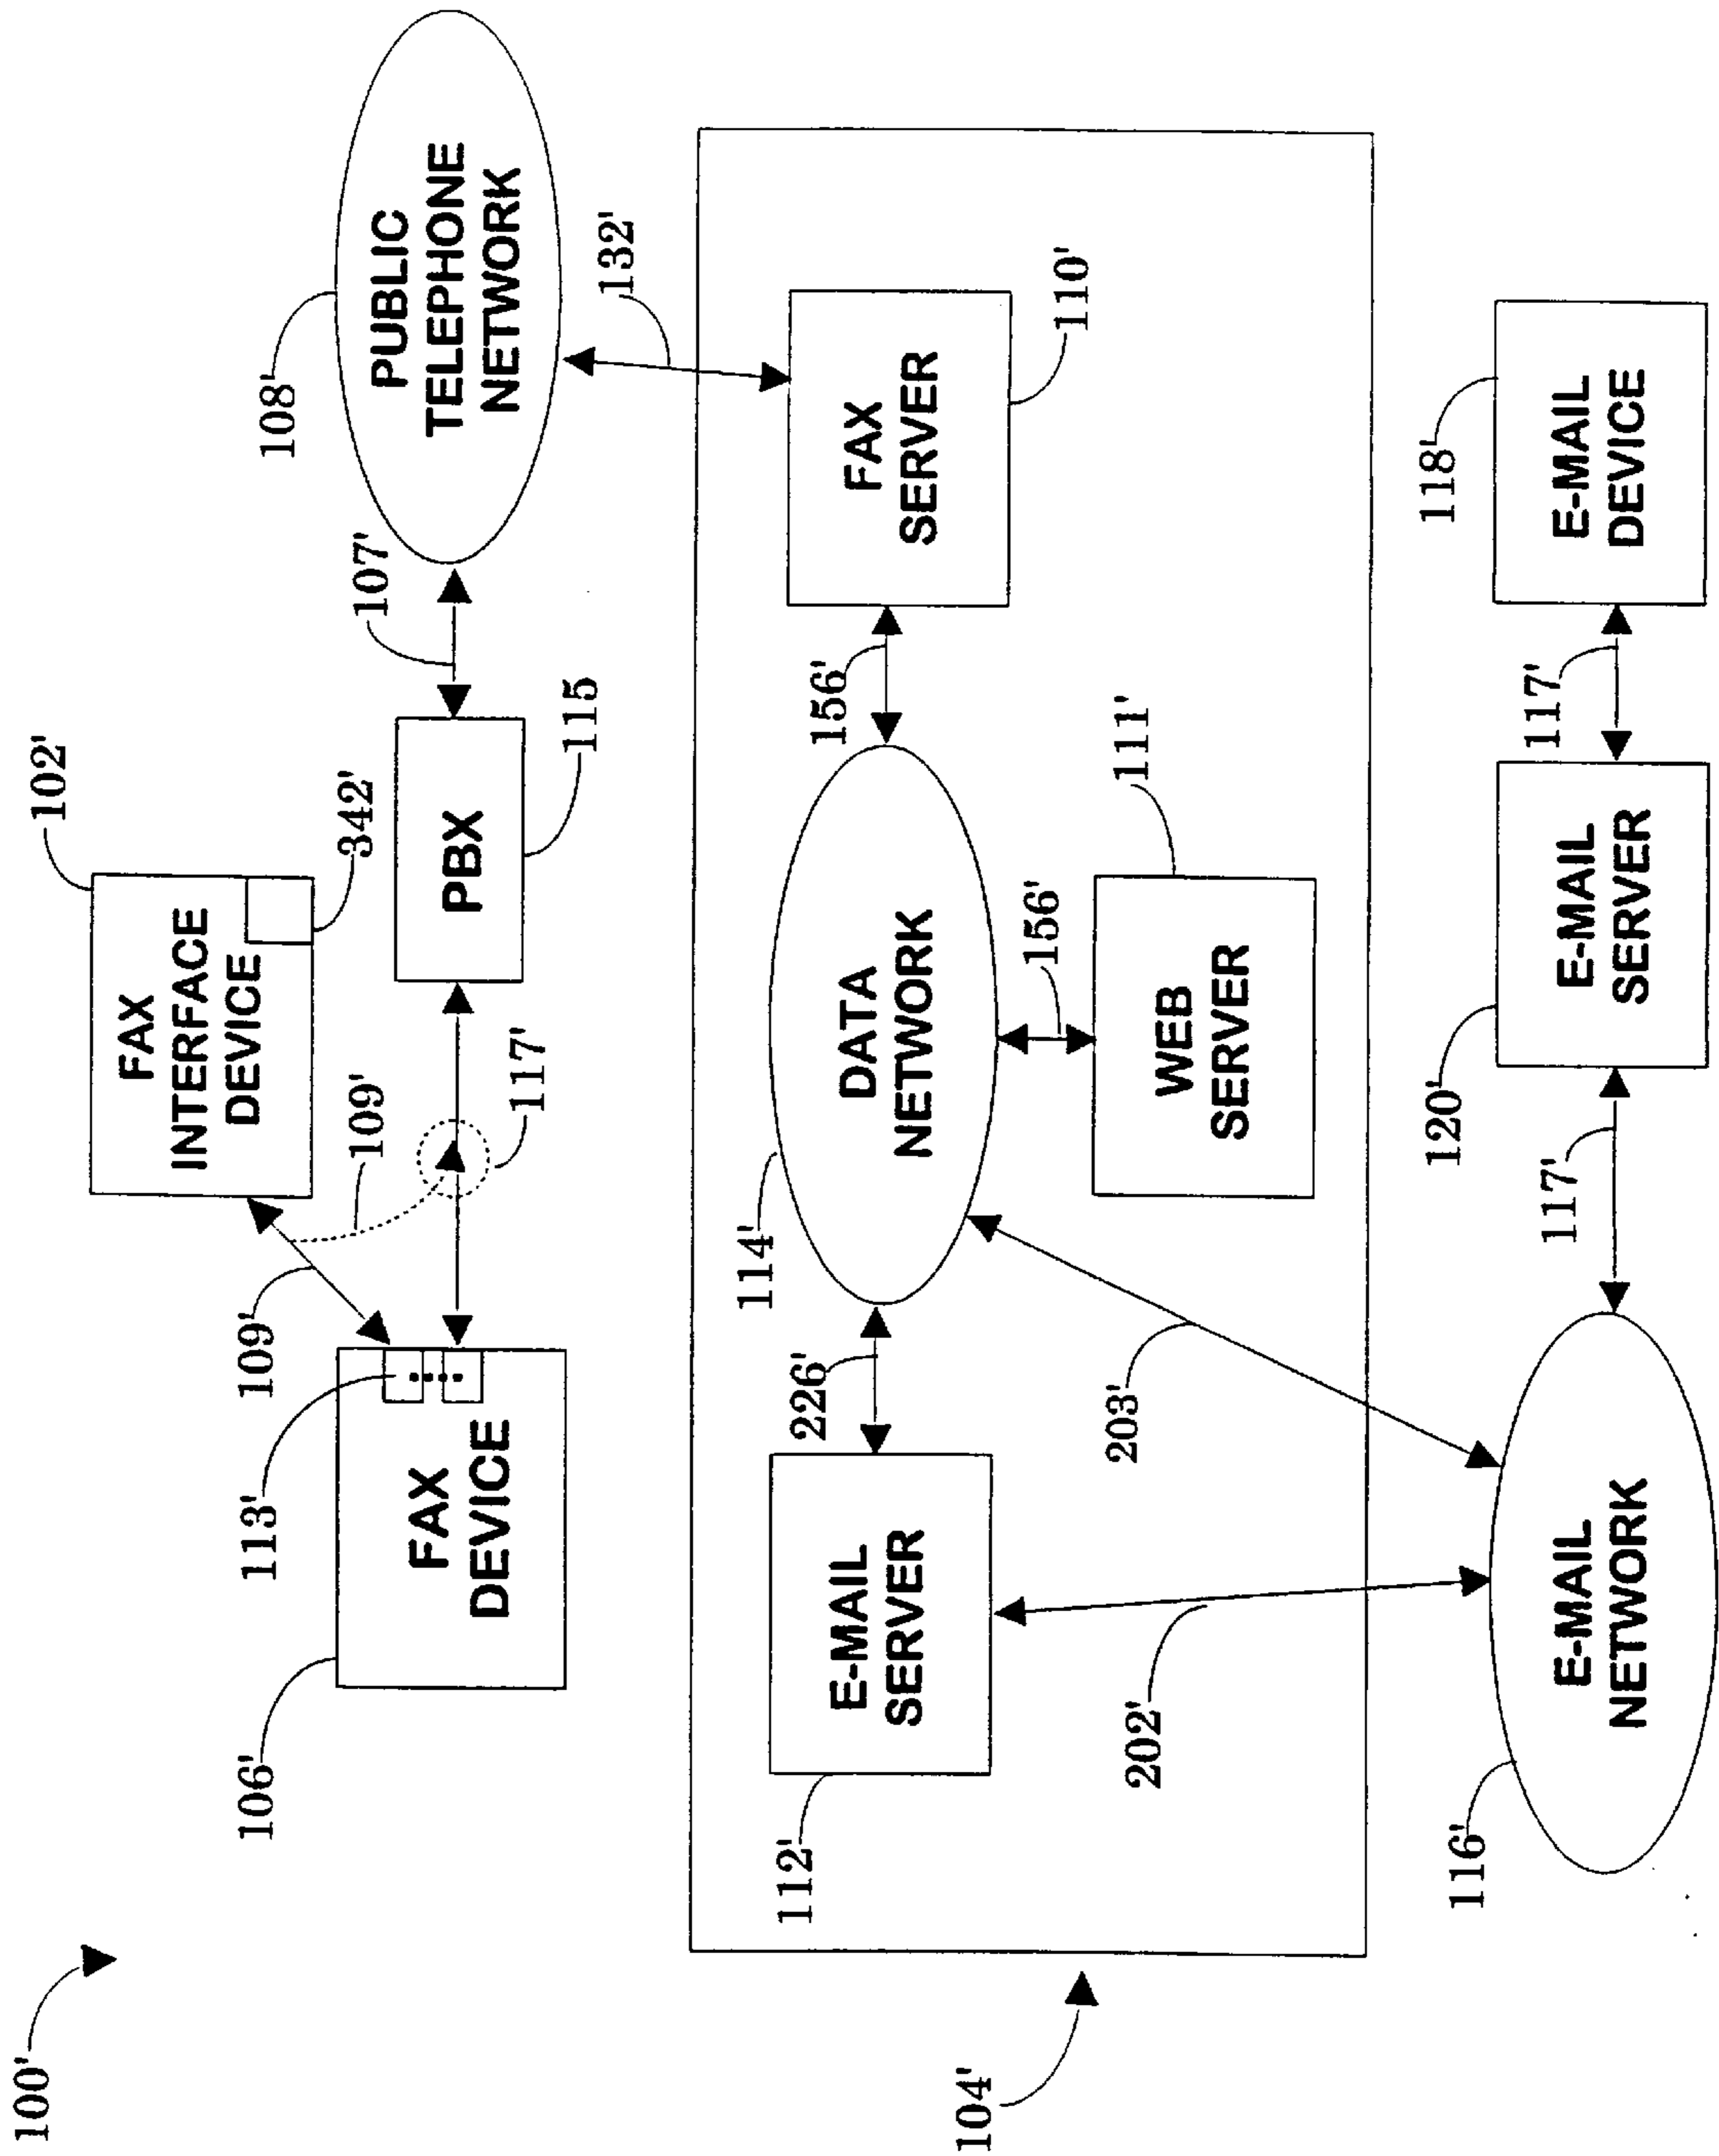 100'
102'
FAX
INTERFACE
DEVICE
342'
109'
109'
117'
106'
113'
FAX
DEVICE
PBX
115
107'
108'
PUBLIC
TELEPHONE
NETWORK
132'
104'
112'
E-MAIL
SERVER
226'
114'
DATA
NETWORK
156'
FAX
SERVER
110'
156'
WEB
SERVER
111'
202'
203'
116'
E-MAIL
NETWORK
117'
120'
E-MAIL
SERVER
117'
118'
E-MAIL
DEVICE